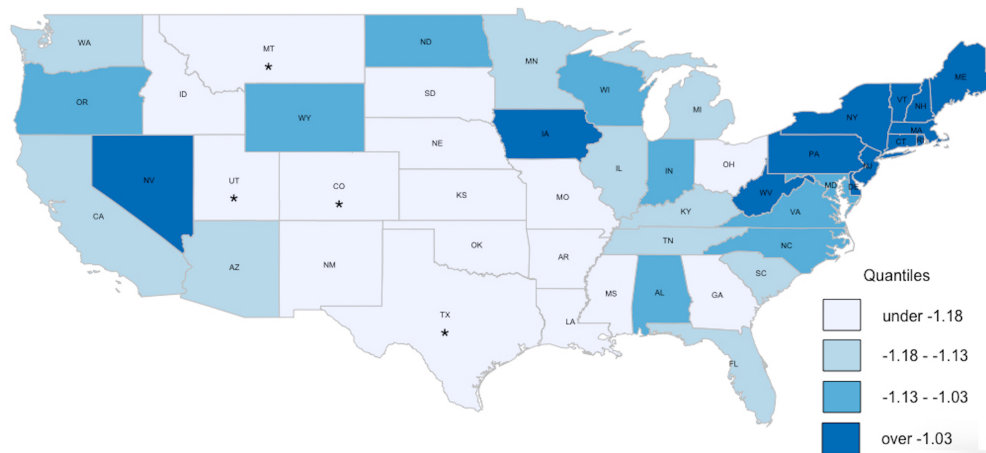 WA
MT
*
ND
MN
ME
VT
NH
OR
ID
SD
WI
MI
NY
MA
CT
WY
NE
IA
PA
NV
UT
*
CO
*
IL
IN
OH
WV
MD
DE
CA
KS
MO
KY
VA
AZ
NM
OK
AR
TN
NC
SC
TX
*
LA
MS
AL
GA
FL
Quantiles
under -1.18
-1.18 - -1.13
-1.13 - -1.03
over -1.03